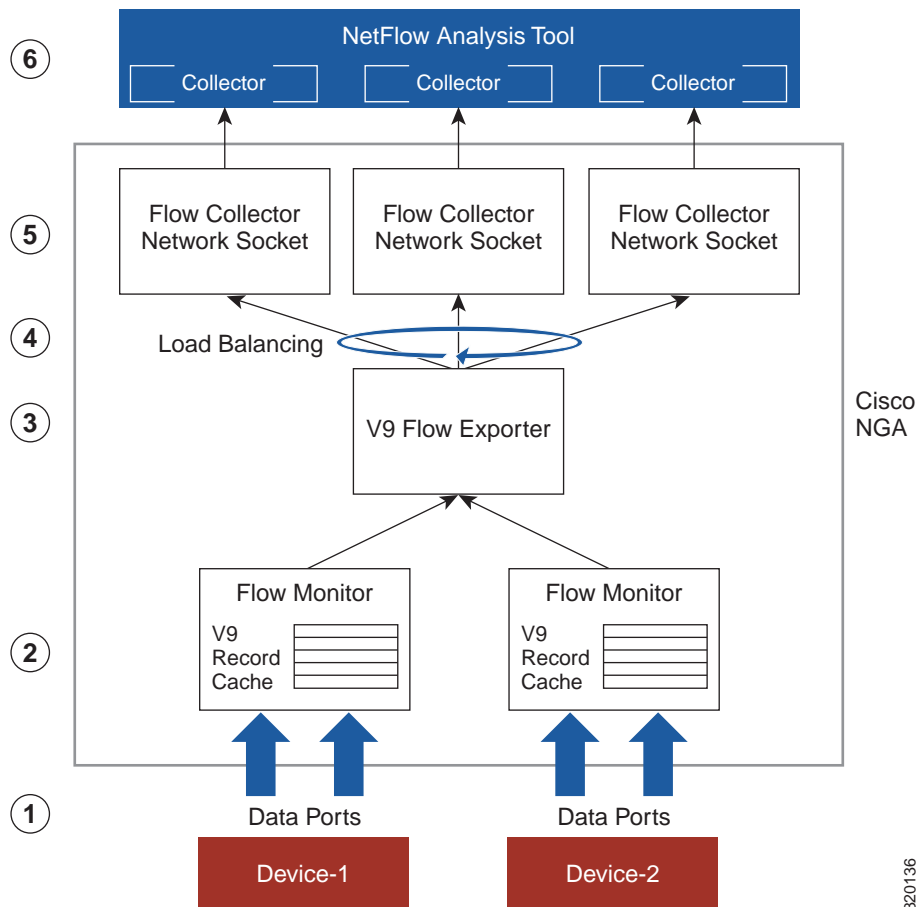 6
NetFlow Analysis Tool
Collector
Collector
Collector
5
Flow Collector
Network Socket
Flow Collector
Network Socket
Flow Collector
Network Socket
4
Load Balancing
3
V9 Flow Exporter
Cisco
NGA
2
Flow Monitor
V9
Record
Cache
Flow Monitor
V9
Record
Cache
1
Data Ports
Data Ports
Device-1
Device-2
320136